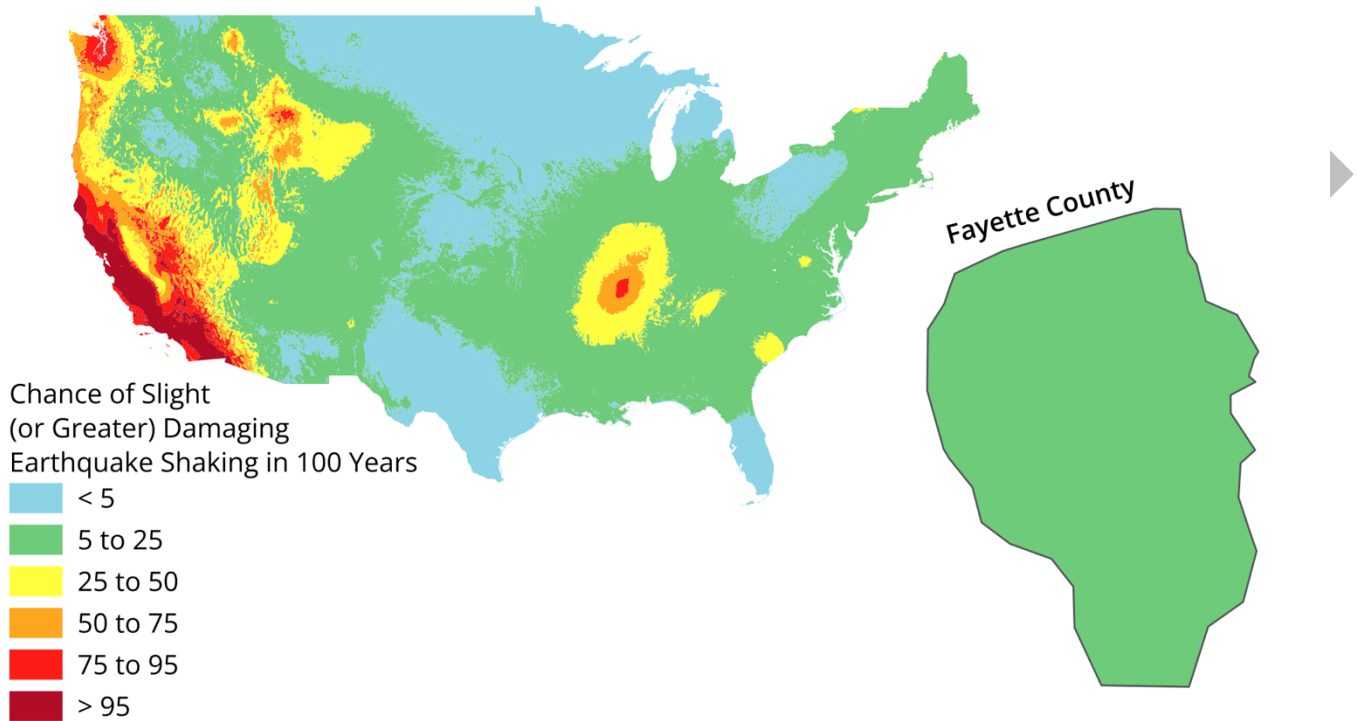 Fayette County
Chance of Slight
(or Greater) Damaging
Earthquake Shaking in 100 Years
< 5
5 to 25
25 to 50
50 to 75
75 to 95
> 95